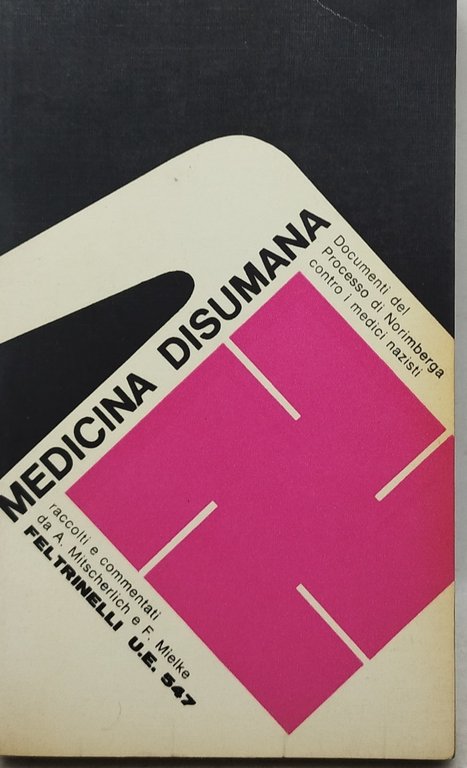 MEDICINA DISUMANA
Documenti del
Processo di Norimberga
contro i medici nazisti
raccolti e commentati
da A. Mitscherlich e F. Mielke
FELTRINELLI U.E. 547